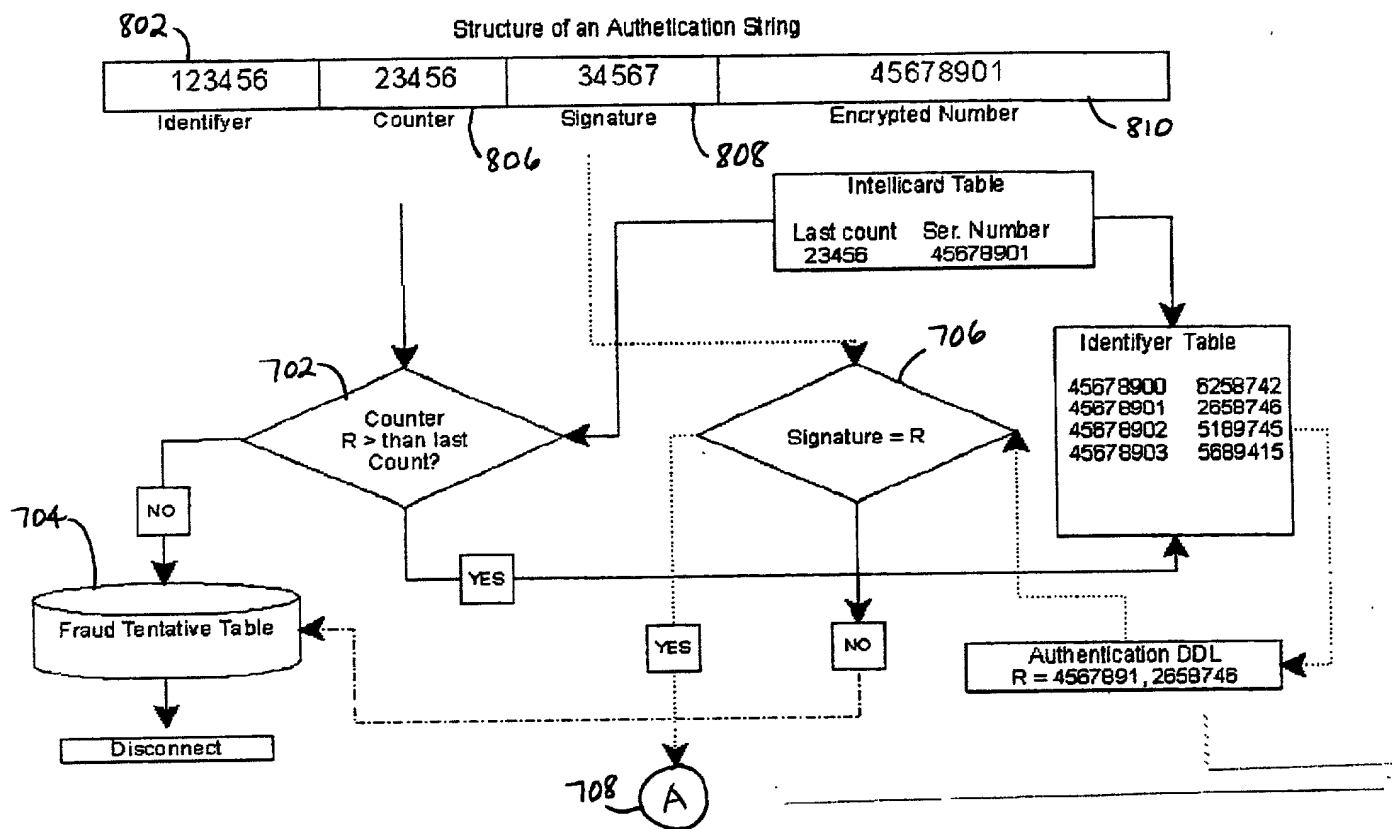 Structure of an Authetication String
802
123456 23456 34567 45678901
Identifyer Counter Signature Encrypted Number
806
808
810
Intellicard Table
Last count Ser. Number
23456 45678901
702
Counter
R > than last
Count?
706
Signature = R
Identifyer Table
45678900 6258742
45678901 2658746
45678902 5189745
45678903 5689415
NO
704
Fraud Tentative Table
YES
YES
NO
Authentication DDL
R = 4567891, 2658746
Disconnect
708
A